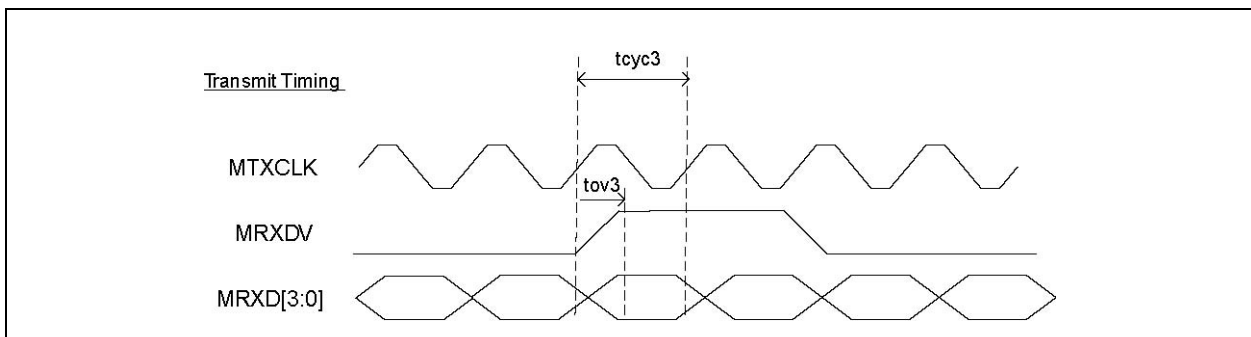 tcyc3
Transmit Timing
MTXCLK
tov3
MRXDV
MRXD[3:0]